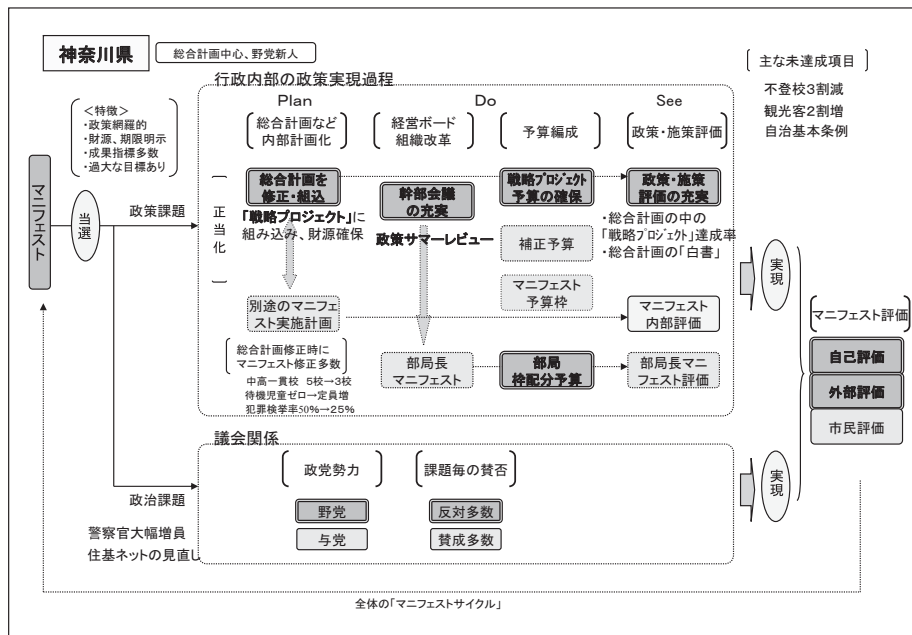 神奈川県
総合計画中心、野党新人
主な未達成項目
不登校3割減
観光客2割増
自治基本条例
行政内部の政策実現過程
Plan
Do
See
<特徴>
・政策網羅的
・財源、期限明示
・成果指標多数
・過大な目標あり
総合計画など
内部計画化
経営ボード
組織改革
予算編成
政策・施策評価
マニフェスト
当選
政策課題
正当化
総合計画を
修正・組込
「戦略プロジェクト」に
組み込み、財源確保
幹部会議
の充実
政策サマーレビュー
戦略プロジェクト
予算の確保
政策・施策
評価の充実
・総合計画の中の
「戦略プロジェクト」達成率
・総合計画の「白書」
補正予算
マニフェスト
予算枠
別途のマニフェ
スト実施計画
マニフェスト
内部評価
総合計画修正時に
マニフェスト修正多数
中高一貫校 5校→3校
待機児童ゼロ→定員増
犯罪検挙率50%→25%
部局長
マニフェスト
部局
枠配分予算
部局長マニ
フェスト評価
実現
マニフェスト評価
自己評価
外部評価
市民評価
議会関係
政党勢力
課題毎の賛否
野党
反対多数
与党
賛成多数
実現
政治課題
警察官大幅増員
住基ネットの見直し
全体の「マニフェストサイクル」